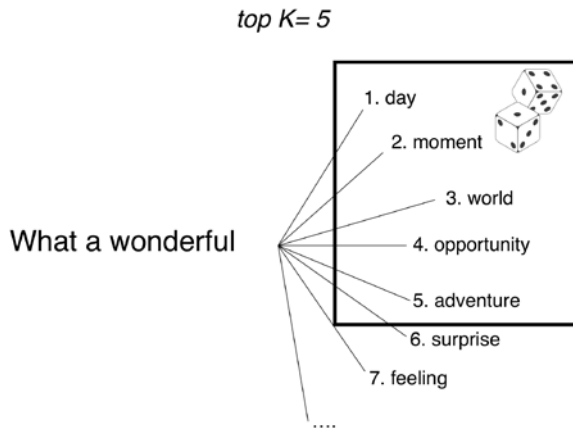 top K= 5
1. day
2. moment
3. world
What a wonderful
4. opportunity
5. adventure
6. surprise
7. feeling
....